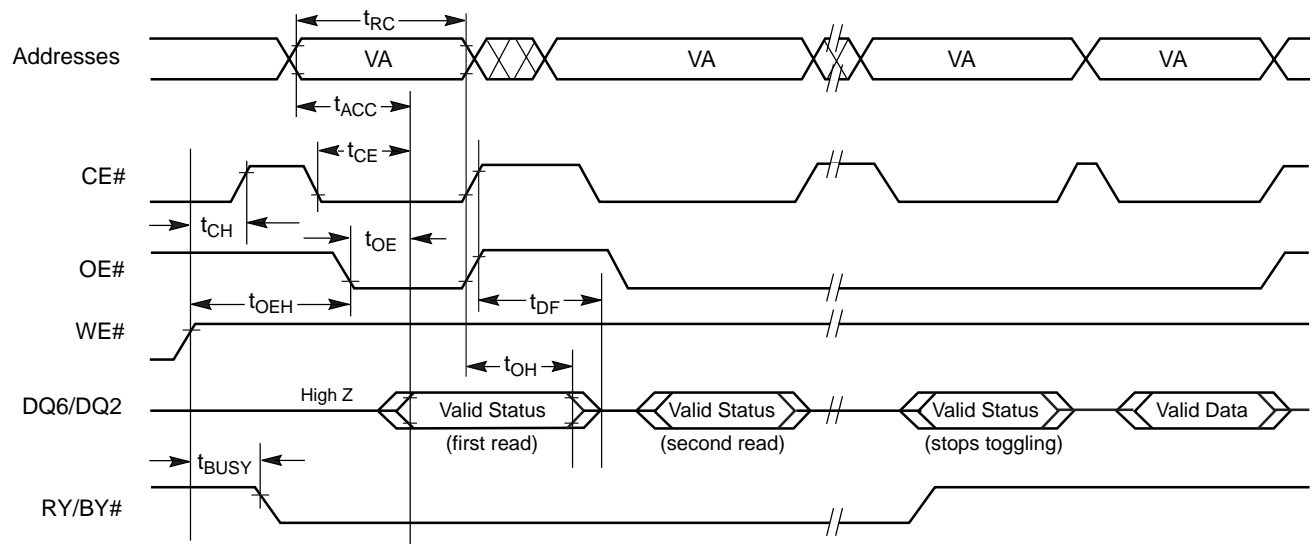 tRC
Addresses VA VA VA VA
tACC
tCE
CE#
tCH tOE
OE#
tOEH tDF
WE#
tOH
High Z
DQ6/DQ2 Valid Status Valid Status Valid Status Valid Data
(first read) (second read) (stops toggling)
tBUSY
RY/BY#